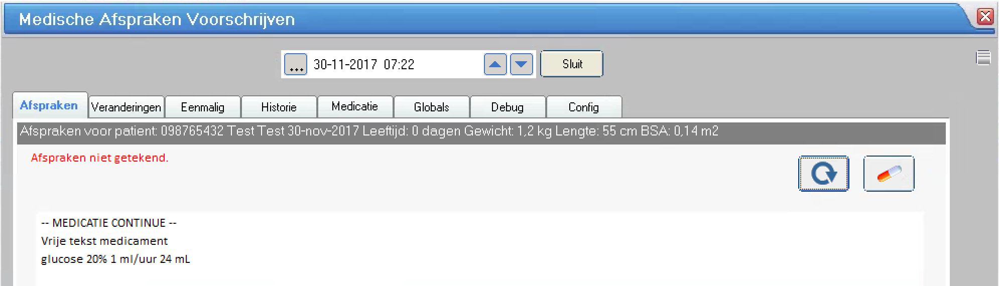 Medische Afspraken Voorschrijven
... 30-11-2017 07:22 Sluit
Afspraken Veranderingen Eenmalig Historie Medicatie Globals Debug Config
Afspraken voor patient: 098765432 Test Test 30-nov-2017 Leeftijd: 0 dagen Gewicht: 1,2 kg Lengte: 55 cm BSA: 0,14 m2
Afspraken niet getekend.
-- MEDICATIE CONTINUE --
Vrije tekst medicament
glucose 20% 1 ml/uur 24 mL